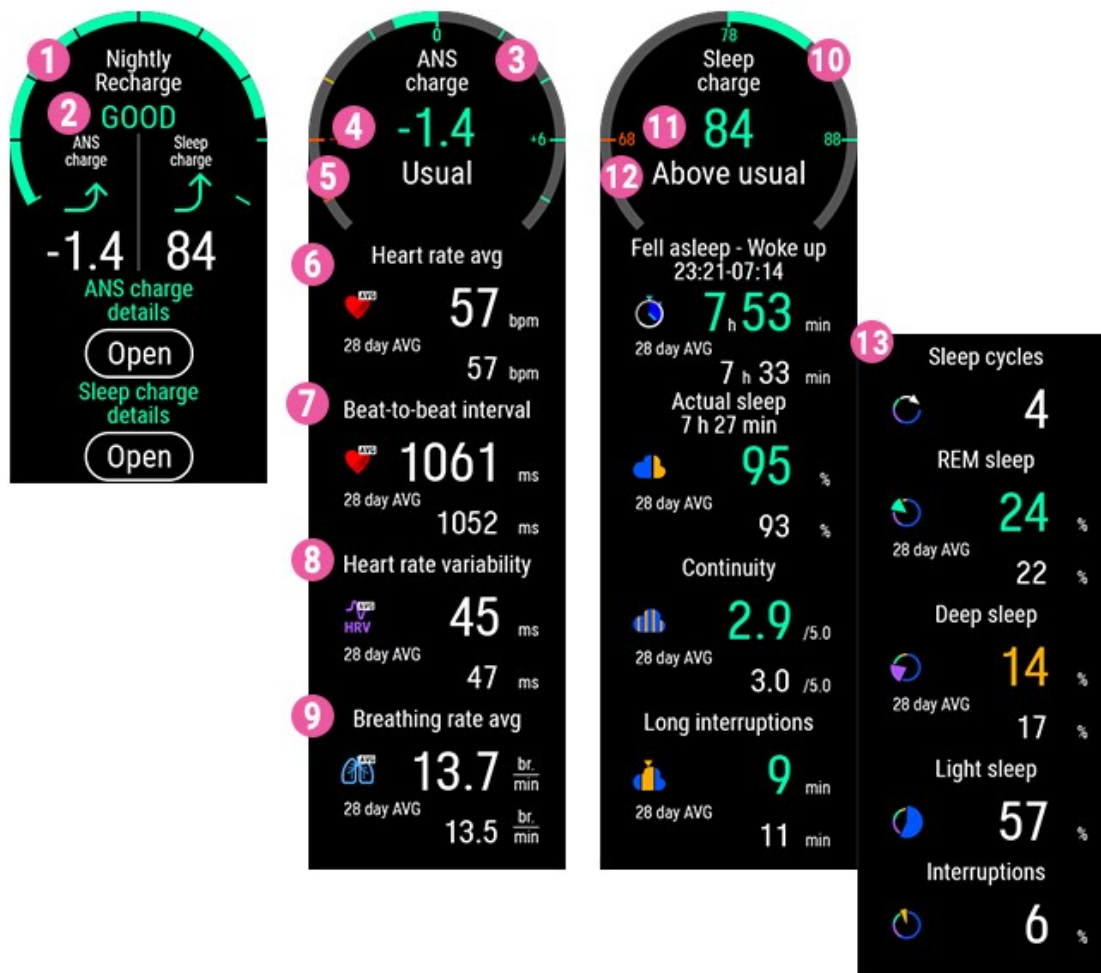 1
Nightly
Recharge
2
GOOD
ANS
charge
Sleep
charge
-1.4
84
ANS charge
details
Open
Sleep charge
details
Open
0
3
ANS
charge
4
-1.4
+6
5
Usual
6
Heart rate avg
AVG
57 bpm
28 day AVG
57 bpm
7
Beat-to-beat interval
AVG
1061 ms
28 day AVG
1052 ms
8
Heart rate variability
AVG
HRV
45 ms
28 day AVG
47 ms
9
Breathing rate avg
AVG
13.7 br.
min
28 day AVG
13.5 br.
min
78
10
Sleep
charge
68
11
84
88
12
Above usual
Fell asleep - Woke up
23:21-07:14
7 h 53 min
28 day AVG
7 h 33 min
Actual sleep
7 h 27 min
95 %
28 day AVG
93 %
Continuity
2.9 /5.0
28 day AVG
3.0 /5.0
Long interruptions
9 min
28 day AVG
11 min
13
Sleep cycles
4
REM sleep
24 %
28 day AVG
22 %
Deep sleep
14 %
28 day AVG
17 %
Light sleep
57 %
Interruptions
6 %